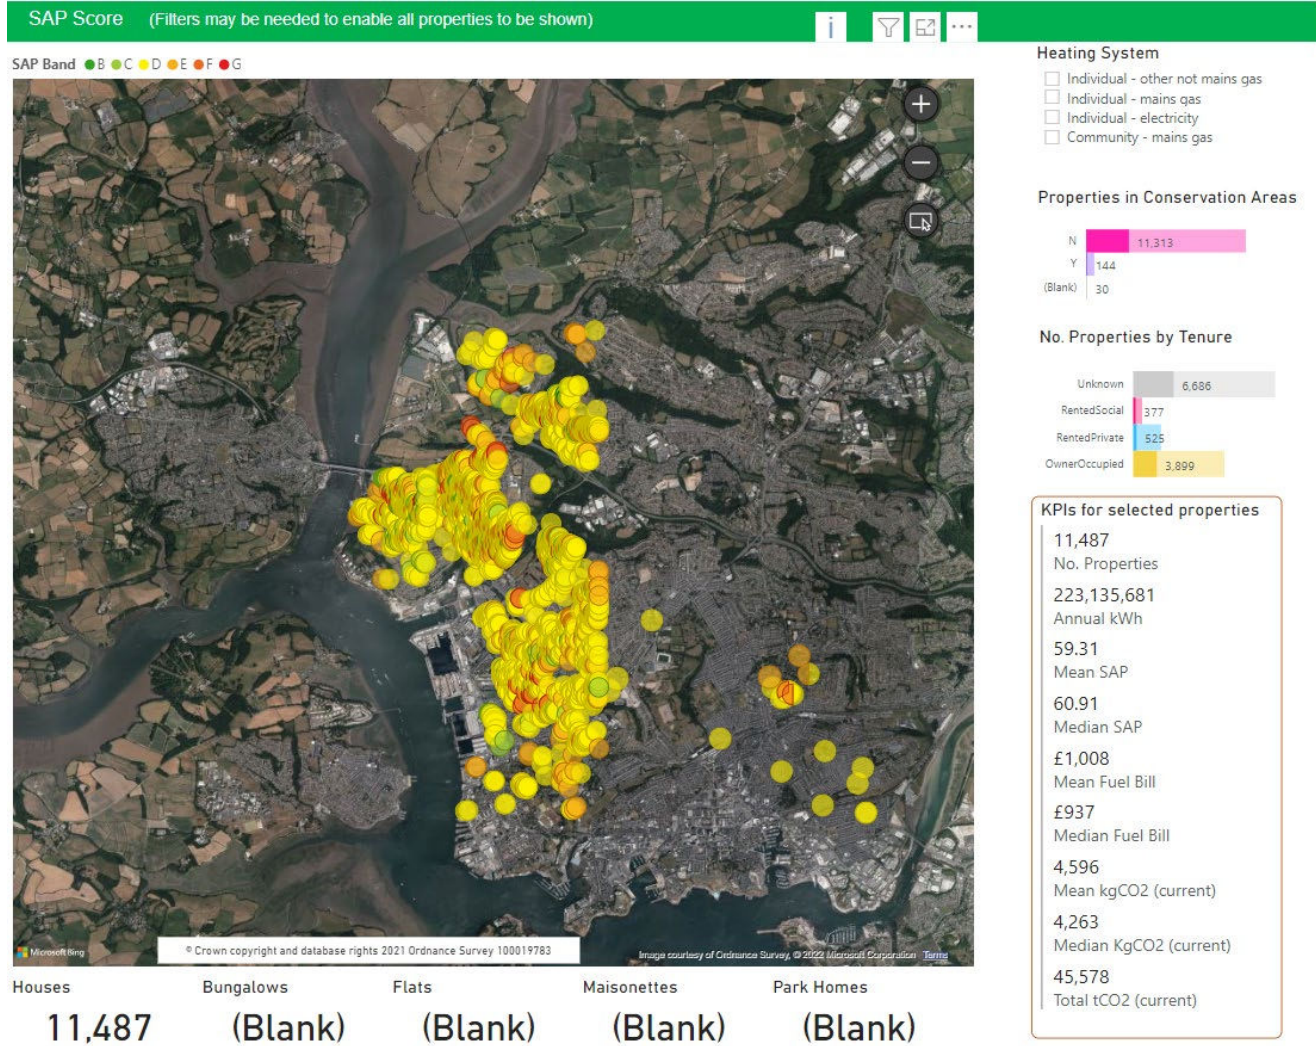 SAP Score (Filters may be needed to enable all properties to be shown)
i
SAP Band B C D E F G
Microsoft Bing
© Crown copyright and database rights 2021 Ordnance Survey 100019783
Image courtesy of Ordnance Survey, © 2022 Microsoft Corporation Terms
Houses
11,487
Bungalows
(Blank)
Flats
(Blank)
Maisonettes
(Blank)
Park Homes
(Blank)
Heating System
Individual - other not mains gas
Individual - mains gas
Individual - electricity
Community - mains gas
Properties in Conservation Areas
N 11,313
Y 144
(Blank) 30
No. Properties by Tenure
Unknown 6,686
RentedSocial 377
RentedPrivate 525
OwnerOccupied 3,899
KPIs for selected properties
11,487
No. Properties
223,135,681
Annual kWh
59.31
Mean SAP
60.91
Median SAP
£1,008
Mean Fuel Bill
£937
Median Fuel Bill
4,596
Mean kgCO2 (current)
4,263
Median KgCO2 (current)
45,578
Total tCO2 (current)